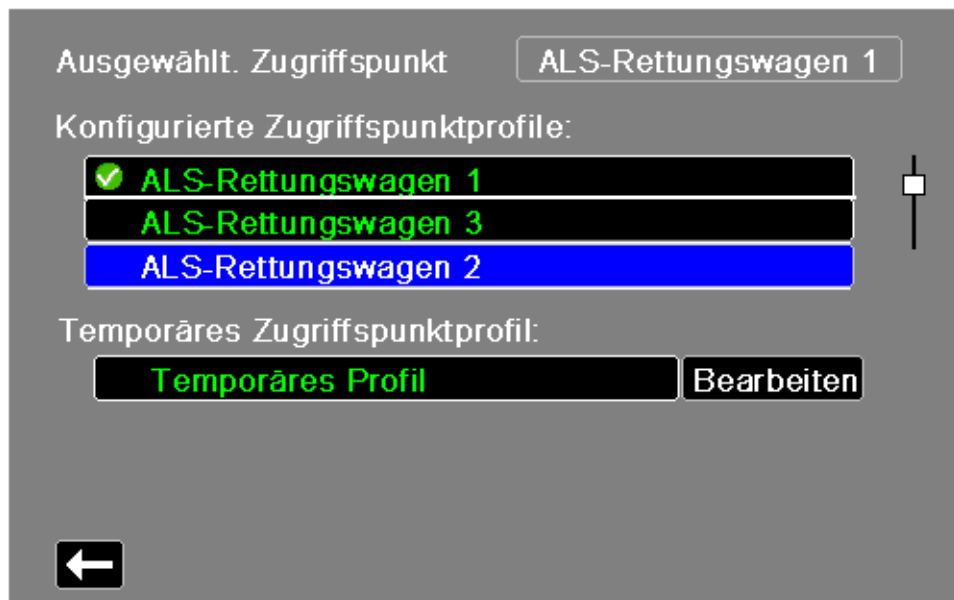 Ausgewählt. Zugriffspunkt ALS-Rettungswagen 1
Konfigurierte Zugriffspunktprofile:
ALS-Rettungswagen 1
ALS-Rettungswagen 3
ALS-Rettungswagen 2
Temporäres Zugriffspunktprofil:
Temporäres Profil Bearbeiten